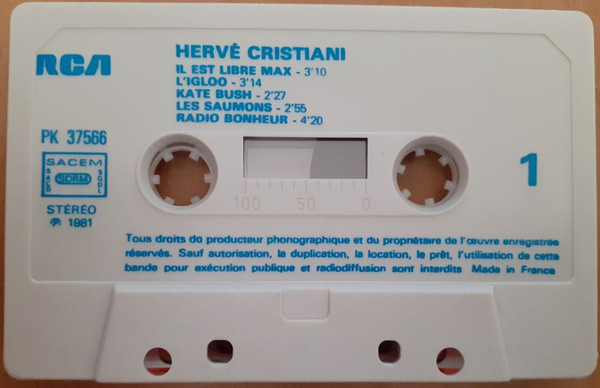 RCA
HERVÉ CRISTIANI
IL EST LIBRE MAX - 3'10
L'IGLOO - 3'14
KATE BUSH - 2'27
LES SAUMONS - 2'55
RADIO BONHEUR - 4'20
PK 37566
SACEM
SACD
SDRM
SGDL
STÉRÉO
℗ 1981
1
100 50 0
Tous droits du producteur phonographique et du propriétaire de l'œuvre enregistrée
réservés. Sauf autorisation, la duplication, la location, le prêt, l'utilisation de cette
bande pour exécution publique et radiodiffusion sont interdits Made in France